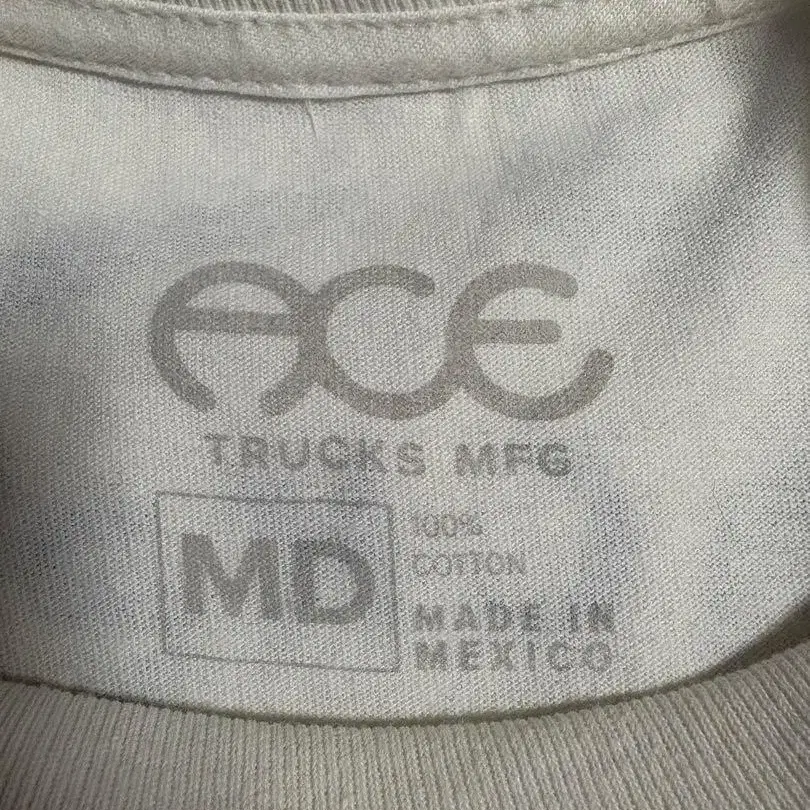 ACE
TRUCKS MFG
MD
100%
COTTON
MADE IN
MEXICO